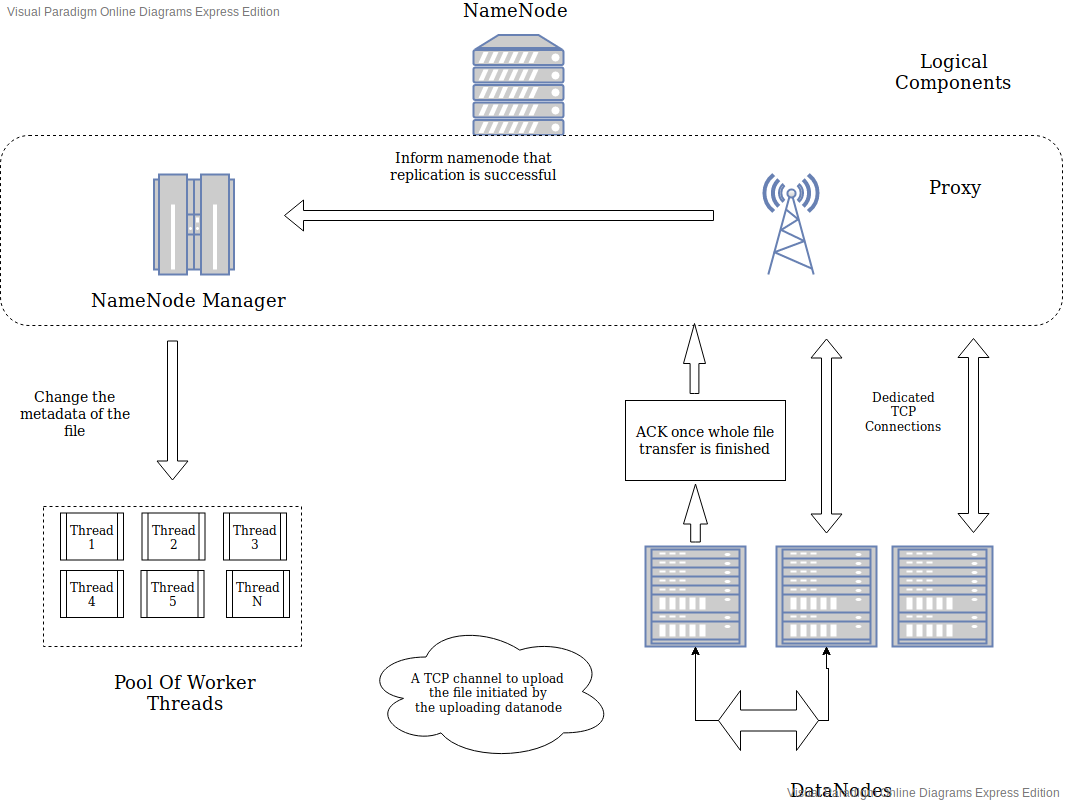 Visual Paradigm Online Diagrams Express Edition
NameNode
Logical
Components
Inform namenode that
replication is successful
Proxy
NameNode Manager
Change the
metadata of the
file
Dedicated
TCP
Connections
ACK once whole file
transfer is finished
Thread
1
Thread
2
Thread
3
Thread
4
Thread
5
Thread
N
Pool Of Worker
Threads
A TCP channel to upload
the file initiated by
the uploading datanode
DataNodes
Visual Paradigm Online Diagrams Express Edition